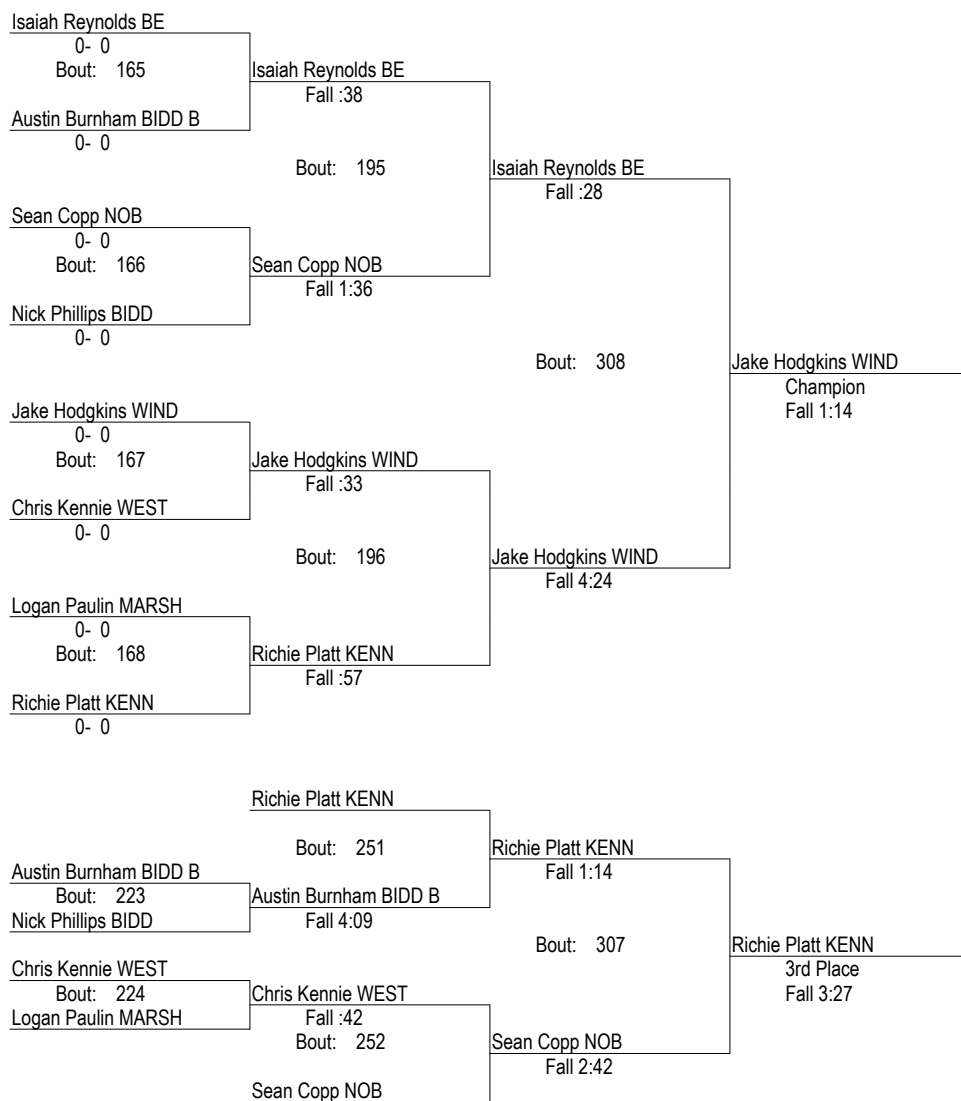 Isaiah Reynolds BE
0- 0
Bout: 165
Isaiah Reynolds BE
Fall :38
Austin Burnham BIDD B
0- 0
Bout: 195
Isaiah Reynolds BE
Fall :28
Sean Copp NOB
0- 0
Bout: 166
Sean Copp NOB
Fall 1:36
Nick Phillips BIDD
0- 0
Bout: 308
Jake Hodgkins WIND
Champion
Fall 1:14
Jake Hodgkins WIND
0- 0
Bout: 167
Jake Hodgkins WIND
Fall :33
Chris Kennie WEST
0- 0
Bout: 196
Jake Hodgkins WIND
Fall 4:24
Logan Paulin MARSH
0- 0
Bout: 168
Richie Platt KENN
Fall :57
Richie Platt KENN
0- 0
Richie Platt KENN
Bout: 251
Richie Platt KENN
Fall 1:14
Austin Burnham BIDD B
Bout: 223
Austin Burnham BIDD B
Fall 4:09
Nick Phillips BIDD
Bout: 307
Richie Platt KENN
3rd Place
Fall 3:27
Chris Kennie WEST
Bout: 224
Chris Kennie WEST
Fall :42
Logan Paulin MARSH
Bout: 252
Sean Copp NOB
Fall 2:42
Sean Copp NOB